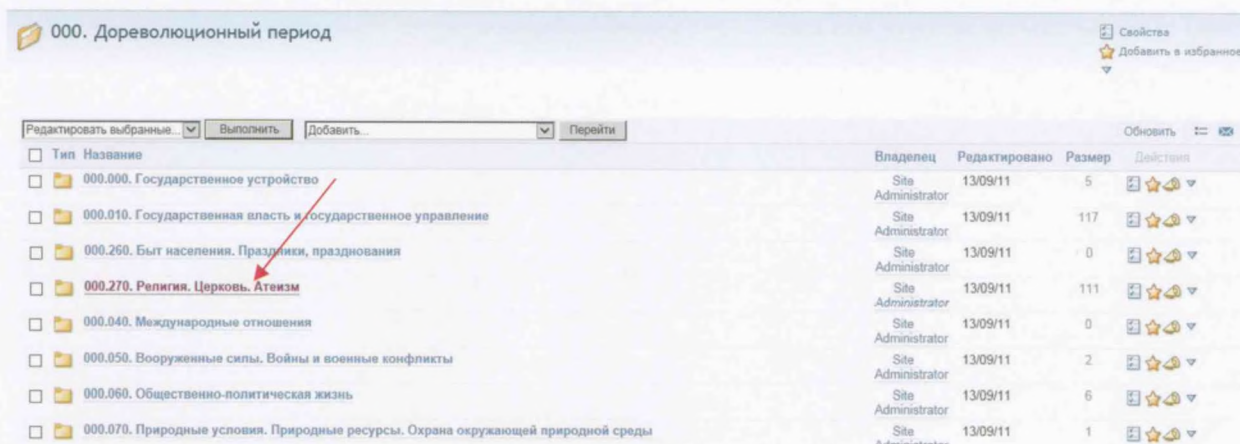 000. Дореволюционный период
Свойства
Добавить в избранное
Редактировать выбранные... Выполнить Добавить... Перейти Обновить
Тип Название Владелец Редактировано Размер Действия
000.000. Государственное устройство Site Administrator 13/09/11 5
000.010. Государственная власть и государственное управление Site Administrator 13/09/11 117
000.260. Быт населения. Праздники, празднования Site Administrator 13/09/11 0
000.270. Религия. Церковь. Атеизм Site Administrator 13/09/11 111
000.040. Международные отношения Site Administrator 13/09/11 0
000.050. Вооруженные силы. Войны и военные конфликты Site Administrator 13/09/11 2
000.060. Общественно-политическая жизнь Site Administrator 13/09/11 6
000.070. Природные условия. Природные ресурсы. Охрана окружающей природной среды Site Administrator 13/09/11 1